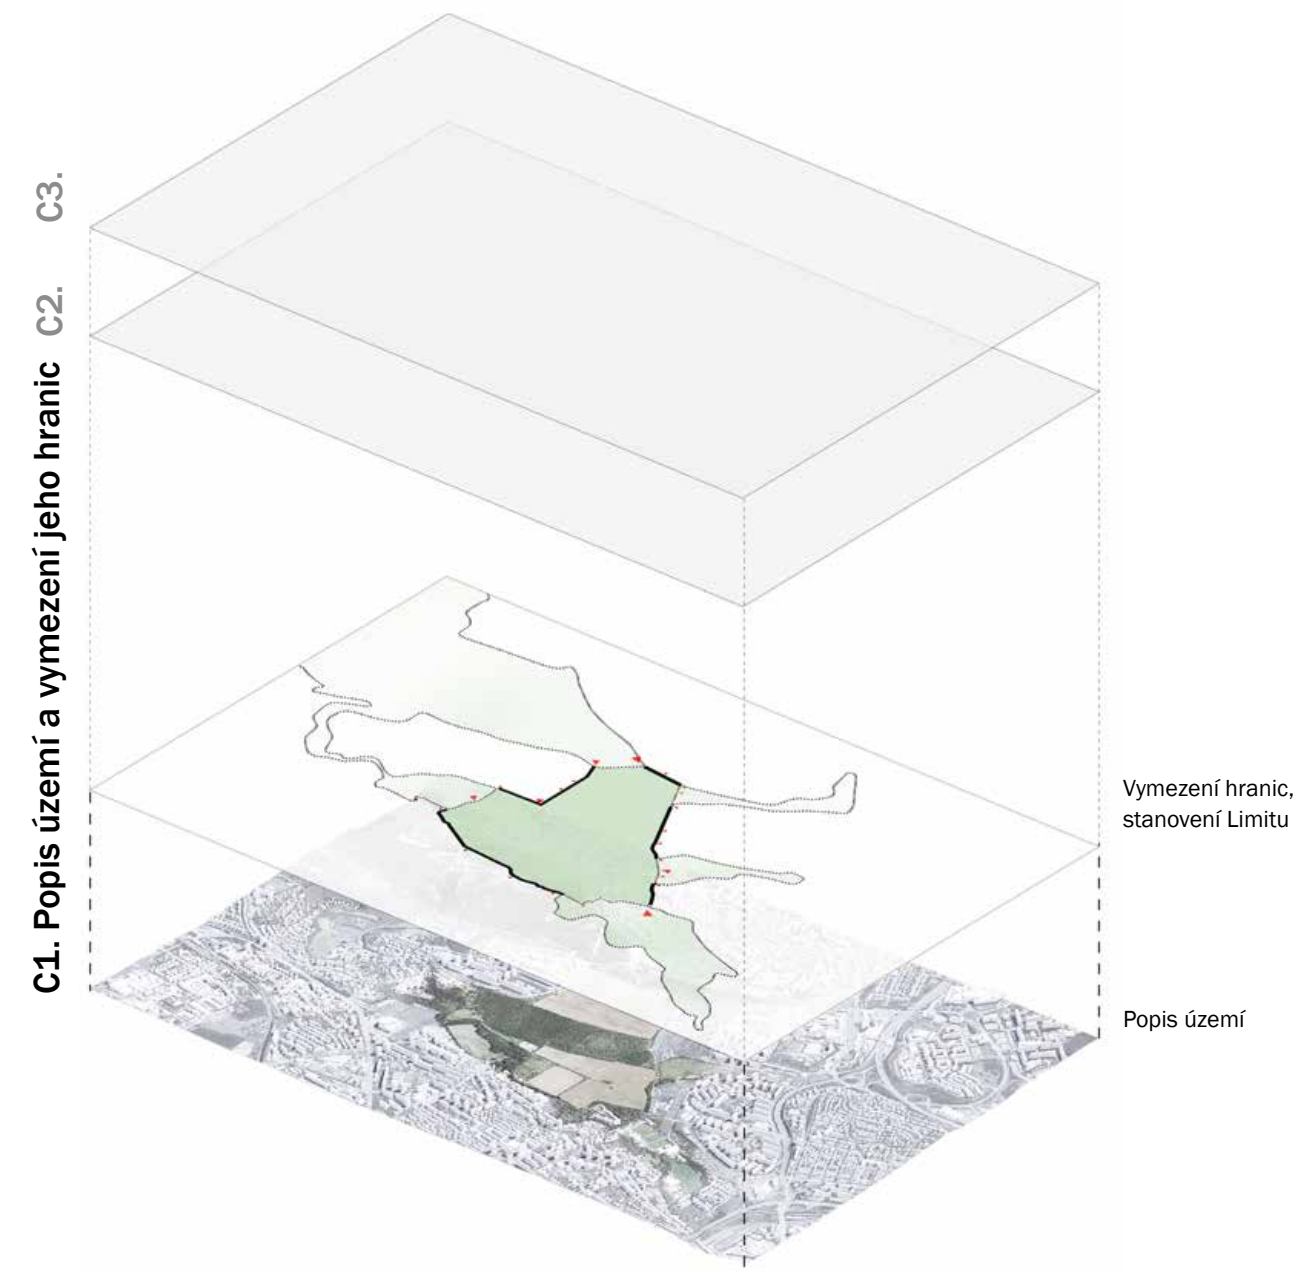 C3.
C2.
C1. Popis území a vymezení jeho hranic
Vymezení hranic,
stanovení Limitu
Popis území